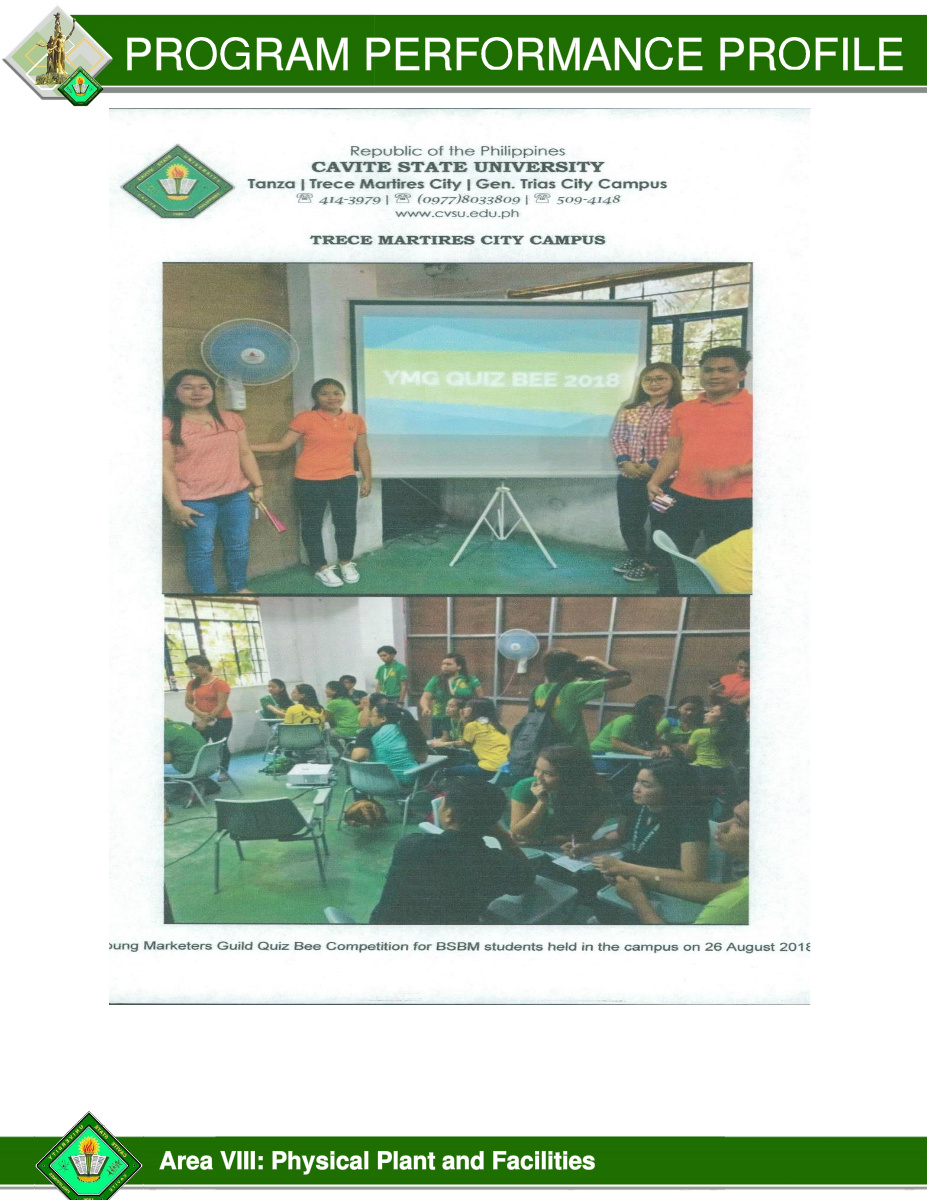 PROGRAM PERFORMANCE PROFILE
Republic of the Philippines
CAVITE STATE UNIVERSITY
Tanza | Trece Martires City | Gen. Trias City Campus
☏ 414-3979 | ☏ (0977)8033809 | ☏ 509-4148
www.cvsu.edu.ph
TRECE MARTIRES CITY CAMPUS
YMG QUIZ BEE 2018
oung Marketers Guild Quiz Bee Competition for BSBM students held in the campus on 26 August 2018
Area VIII: Physical Plant and Facilities